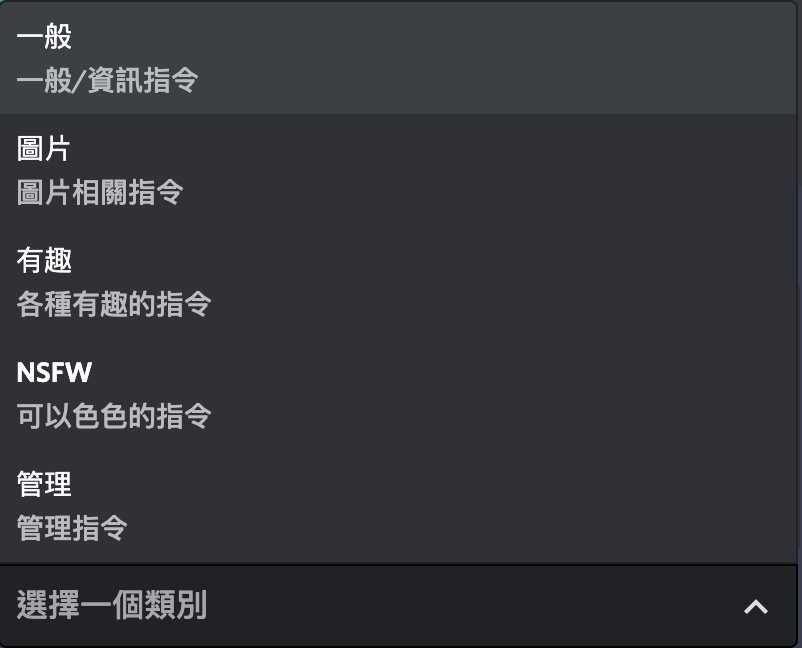 一般
一般/資訊指令
圖片
圖片相關指令
有趣
各種有趣的指令
NSFW
可以色色的指令
管理
管理指令
選擇一個類別